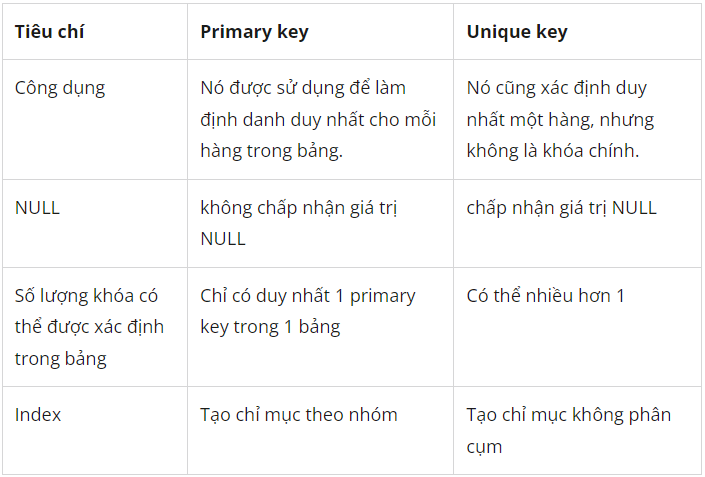 Tiêu chí
Primary key
Unique key
Công dụng
Nó được sử dụng để làm
định danh duy nhất cho mỗi
hàng trong bảng.
Nó cũng xác định duy
nhất một hàng, nhưng
không là khóa chính.
NULL
không chấp nhận giá trị
NULL
chấp nhận giá trị NULL
Số lượng khóa có
thể được xác định
trong bảng
Chỉ có duy nhất 1 primary
key trong 1 bảng
Có thể nhiều hơn 1
Index
Tạo chỉ mục theo nhóm
Tạo chỉ mục không phân
cụm